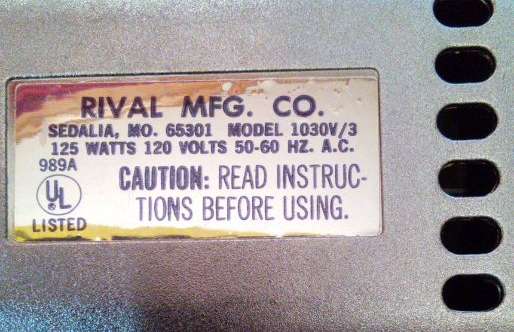 RIVAL MFG. CO.
SEDALIA, MO. 65301 MODEL 1030V/3
125 WATTS 120 VOLTS 50-60 HZ. A.C.
989A
UL
®
LISTED
CAUTION: READ INSTRUC-
TIONS BEFORE USING.